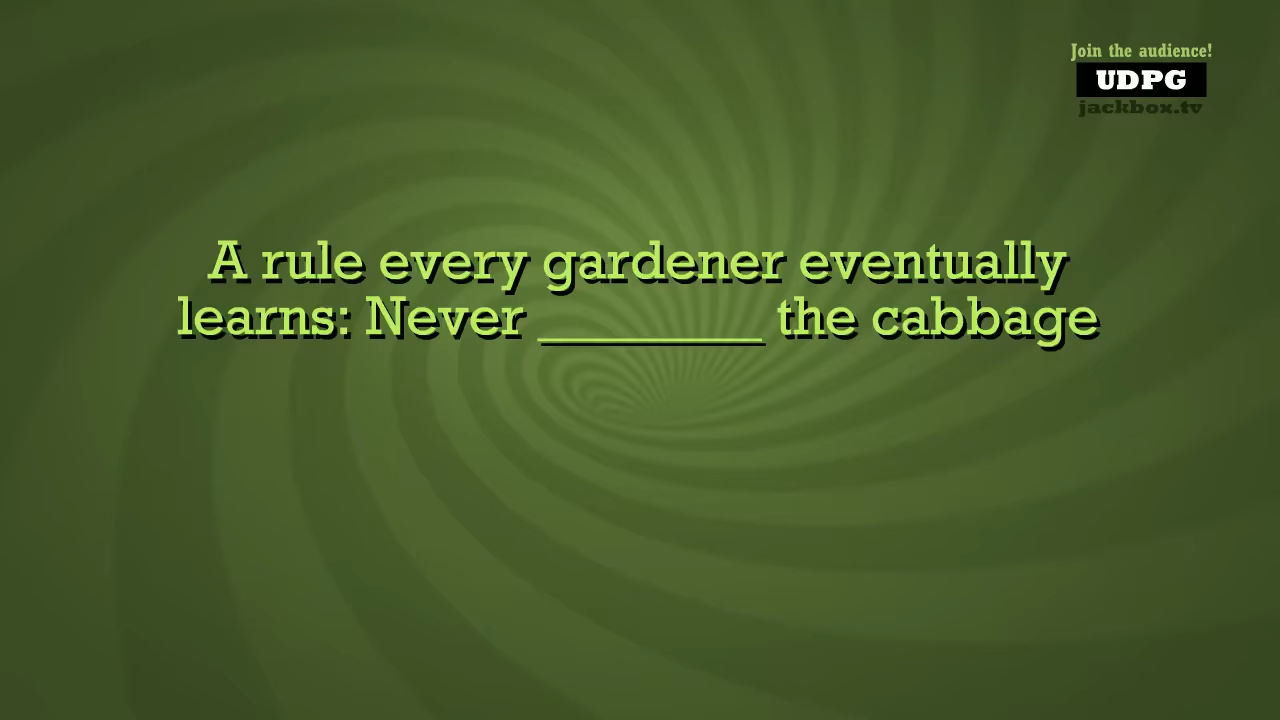 Join the audience!
UDPG
jackbox.tv
A rule every gardener eventually
learns: Never ________ the cabbage